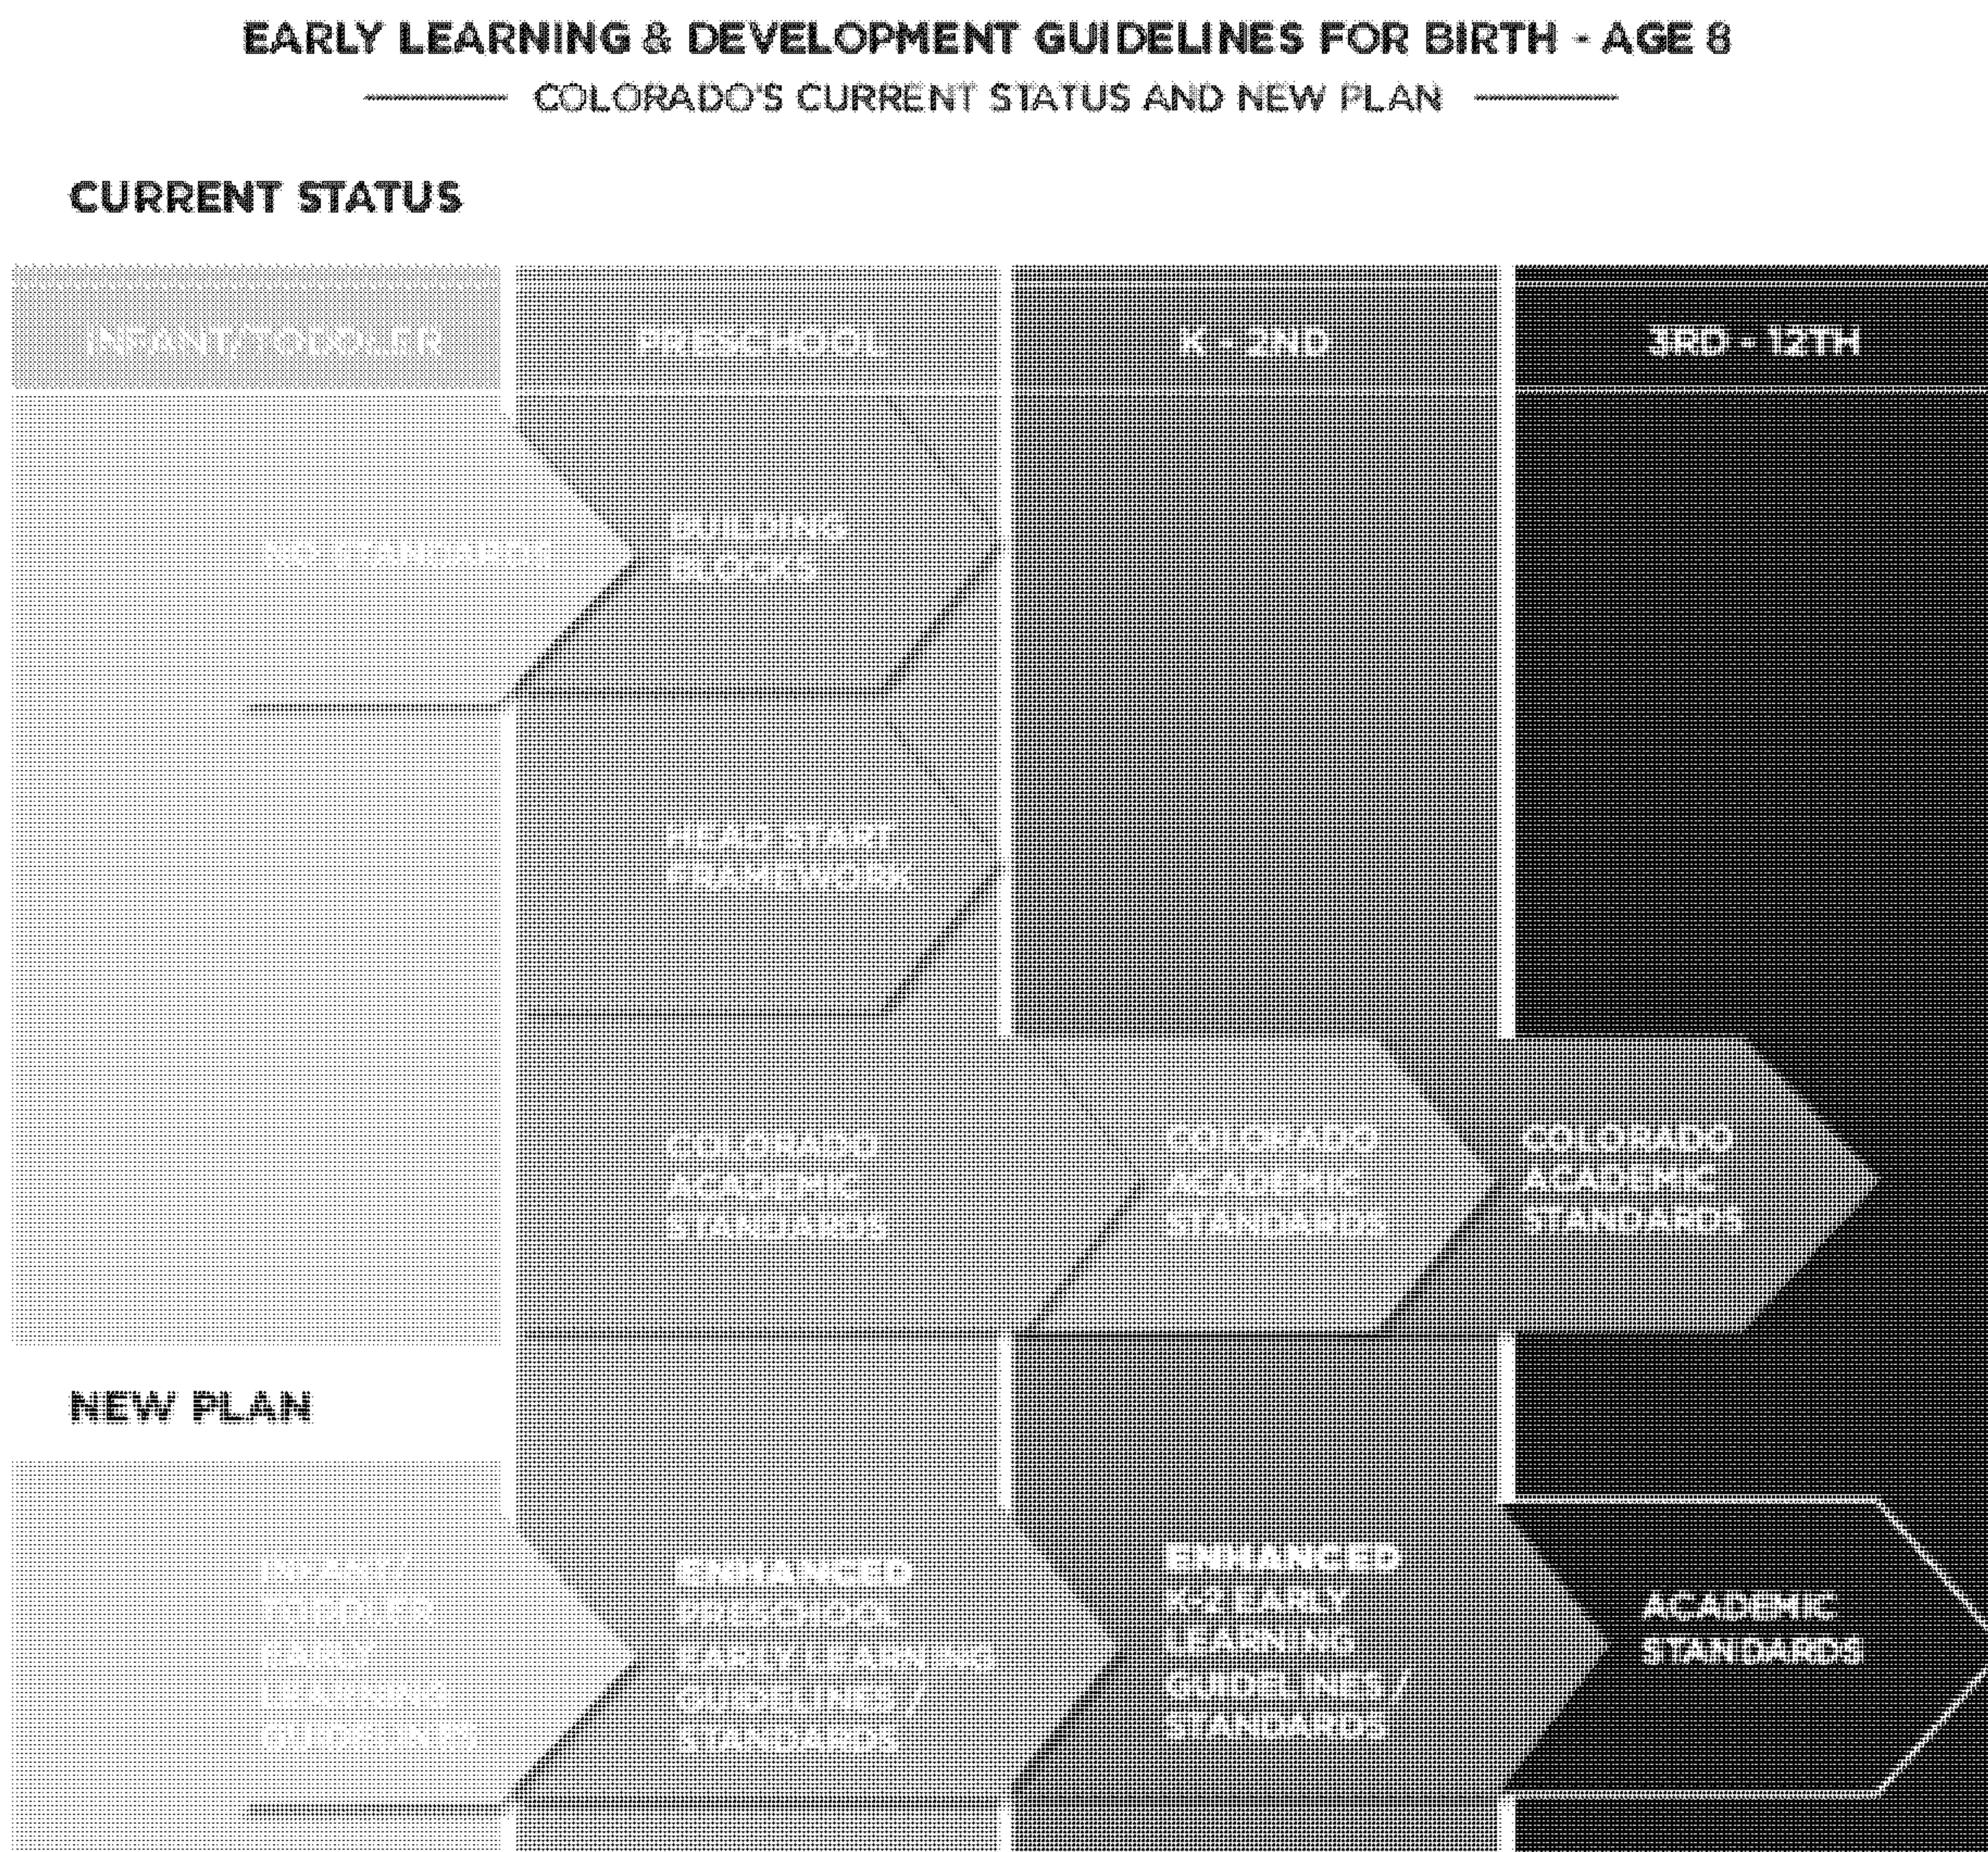 EARLY LEARNING & DEVELOPMENT GUIDELINES FOR BIRTH - AGE 8
COLORADO'S CURRENT STATUS AND NEW PLAN
CURRENT STATUS
INFANT/TODDLER
PRESCHOOL
K - 2ND
3RD - 12TH
NO STANDARDS
BUILDING
BLOCKS
HEAD START
FRAMEWORK
COLORADO
ACADEMIC
STANDARDS
COLORADO
ACADEMIC
STANDARDS
COLORADO
ACADEMIC
STANDARDS
NEW PLAN
INFANT/
TODDLER
EARLY
LEARNING
GUIDELINES
ENHANCED
PRESCHOOL
EARLY LEARNING
GUIDELINES /
STANDARDS
ENHANCED
K-2 EARLY
LEARNING
GUIDELINES /
STANDARDS
ACADEMIC
STANDARDS